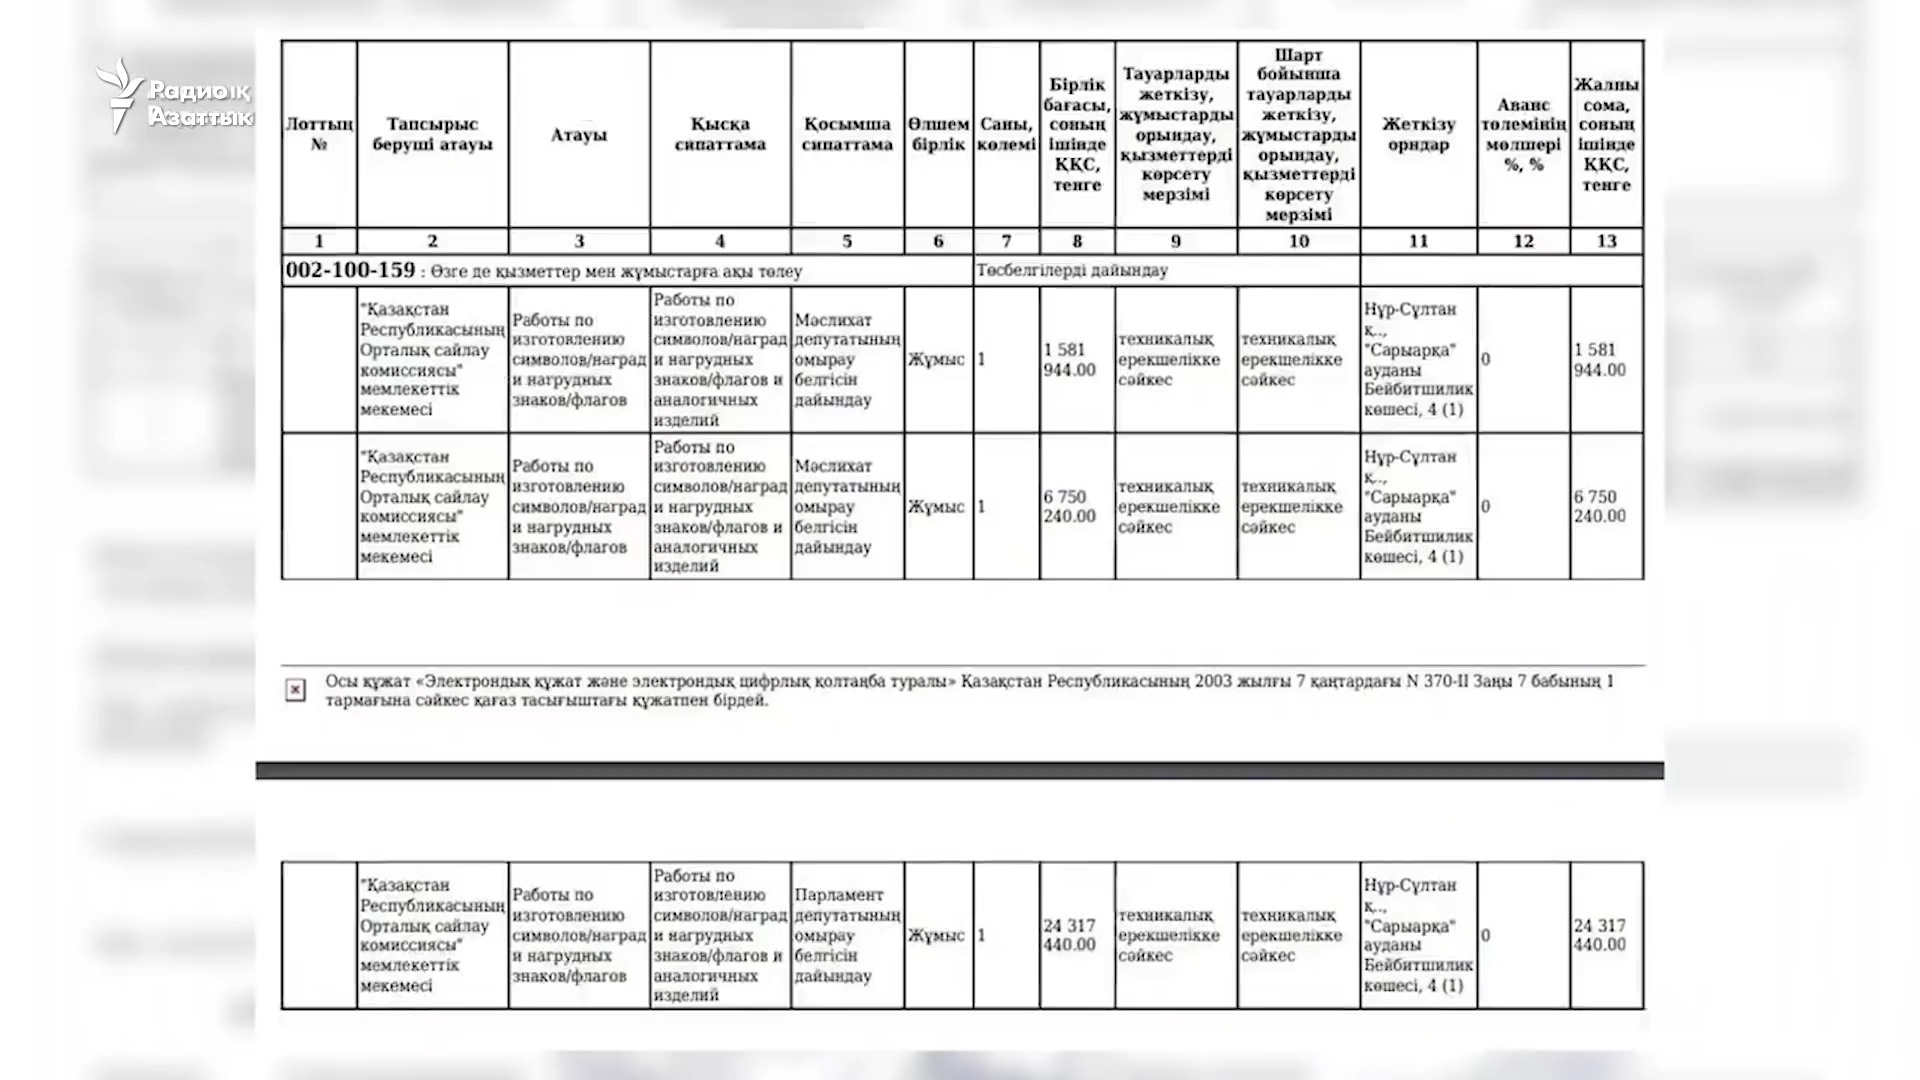 Радио қ
Азаттық
Лоттың
№
Тапсырыс
беруші атауы
Атауы
Қысқа
сипаттама
Қосымша
сипаттама
Өлшем
бірлік
Саны,
көлемі
Бірлік
бағасы,
соның
ішінде
ҚҚС,
теңге
Тауарларды
жеткізу,
жұмыстарды
орындау,
қызметтерді
көрсету
мерзімі
Шарт
бойынша
тауарларды
жеткізу,
жұмыстарды
орындау,
қызметтерді
көрсету
мерзімі
Жеткізу
орндар
Аванс
төлемінің
мөлшері
%, %
Жалпы
сома,
соның
ішінде
ҚҚС,
теңге
1 2 3 4 5 6 7 8 9 10 11 12 13
002-100-159 : Өзге де қызметтер мен жұмыстарға ақы төлеу
Төсбелгілерді дайындау
"Қазақстан
Республикасының
Орталық сайлау
комиссиясы"
мемлекеттік
мекемесі
Работы по
изготовлению
символов/наград
и нагрудных
знаков/флагов
Работы по
изготовлению
символов/наград
и нагрудных
знаков/флагов и
аналогичных
изделий
Мәслихат
депутатының
омырау
белгісін
дайындау
Жұмыс
1
1 581
944.00
техникалық
ерекшелікке
сәйкес
техникалық
ерекшелікке
сәйкес
Нұр-Сұлтан
қ.,,
"Сарыарқа"
ауданы
Бейбитшилик
көшесі, 4 (1)
0
1 581
944.00
"Қазақстан
Республикасының
Орталық сайлау
комиссиясы"
мемлекеттік
мекемесі
Работы по
изготовлению
символов/наград
и нагрудных
знаков/флагов
Работы по
изготовлению
символов/наград
и нагрудных
знаков/флагов и
аналогичных
изделий
Мәслихат
депутатының
омырау
белгісін
дайындау
Жұмыс
1
6 750
240.00
техникалық
ерекшелікке
сәйкес
техникалық
ерекшелікке
сәйкес
Нұр-Сұлтан
қ.,,
"Сарыарқа"
ауданы
Бейбитшилик
көшесі, 4 (1)
0
6 750
240.00
Осы құжат «Электрондық құжат және электрондық цифрлық қолтаңба туралы» Қазақстан Республикасының 2003 жылғы 7 қаңтардағы N 370-II Заңы 7 бабының 1
тармағына сәйкес қағаз тасығыштағы құжатпен бірдей.
"Қазақстан
Республикасының
Орталық сайлау
комиссиясы"
мемлекеттік
мекемесі
Работы по
изготовлению
символов/наград
и нагрудных
знаков/флагов
Работы по
изготовлению
символов/наград
и нагрудных
знаков/флагов и
аналогичных
изделий
Парламент
депутатының
омырау
белгісін
дайындау
Жұмыс
1
24 317
440.00
техникалық
ерекшелікке
сәйкес
техникалық
ерекшелікке
сәйкес
Нұр-Сұлтан
қ.,,
"Сарыарқа"
ауданы
Бейбитшилик
көшесі, 4 (1)
0
24 317
440.00